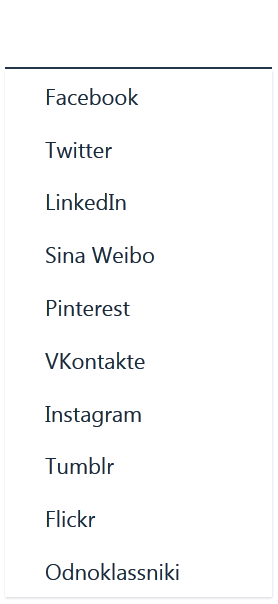 Facebook
Twitter
LinkedIn
Sina Weibo
Pinterest
VKontakte
Instagram
Tumblr
Flickr
Odnoklassniki